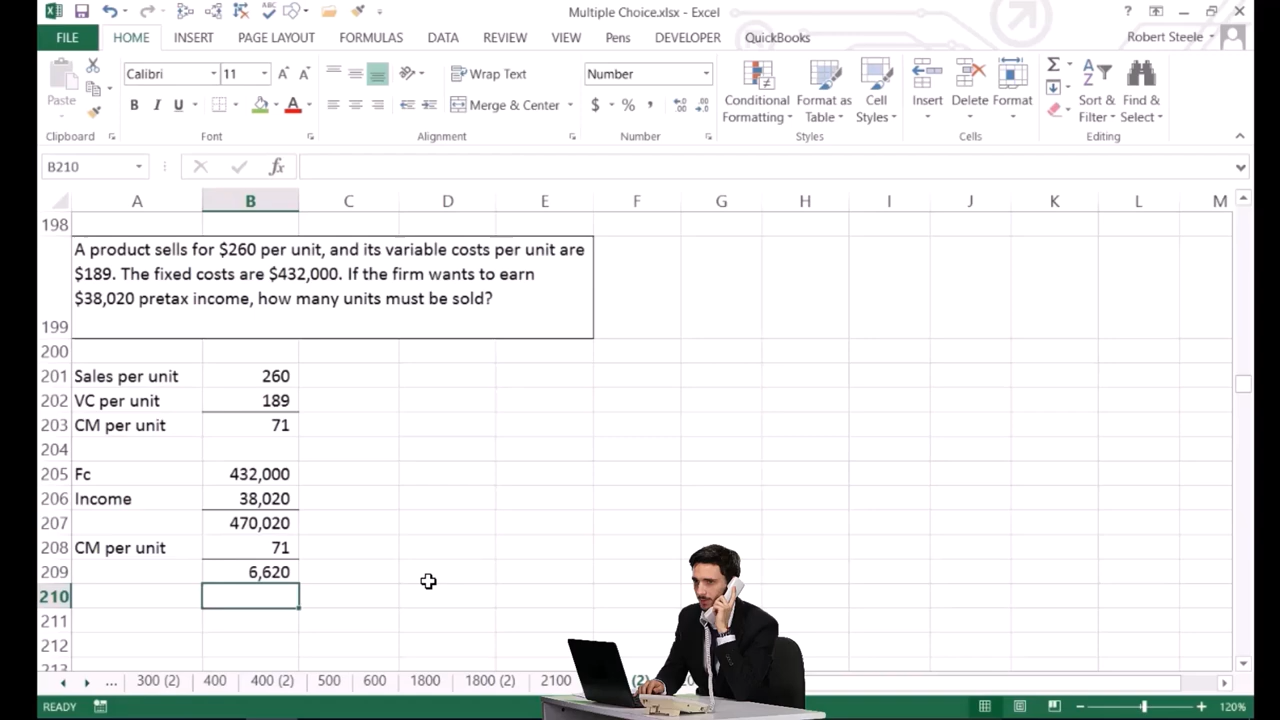 Multiple Choice.xlsx - Excel
FILE HOME INSERT PAGE LAYOUT FORMULAS DATA REVIEW VIEW Pens DEVELOPER QuickBooks Robert Steele
Calibri 11 Wrap Text Number
Paste B I U Merge & Center $ % Conditional Formatting Format as Table Cell Styles Insert Delete Format Sort & Filter Find & Select
Clipboard Font Alignment Number Styles Cells Editing
B210 fx
A B C D E F G H I J K L M
198
A product sells for $260 per unit, and its variable costs per unit are
$189. The fixed costs are $432,000. If the firm wants to earn
$38,020 pretax income, how many units must be sold?
199
200
201 Sales per unit 260
202 VC per unit 189
203 CM per unit 71
204
205 Fc 432,000
206 Income 38,020
207 470,020
208 CM per unit 71
209 6,620
210
211
212
213
... 300 (2) 400 400 (2) 500 600 1800 1800 (2) 2100 (2)
READY 120%